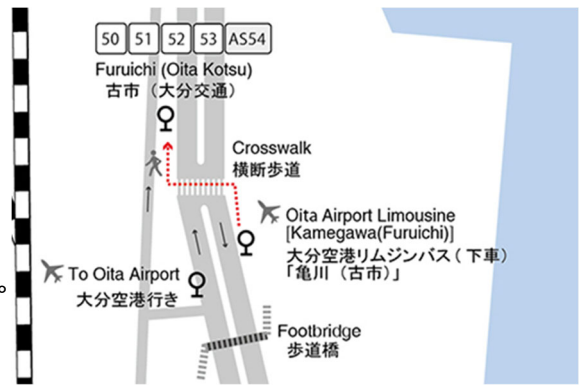 50 51 52 53 AS54
Furuichi (Oita Kotsu)
古市（大分交通）
Crosswalk
横断歩道
Oita Airport Limousine
[Kamegawa(Furuichi)]
大分空港リムジンバス（下車）
「亀川（古市）」
To Oita Airport
大分空港行き
Footbridge
歩道橋